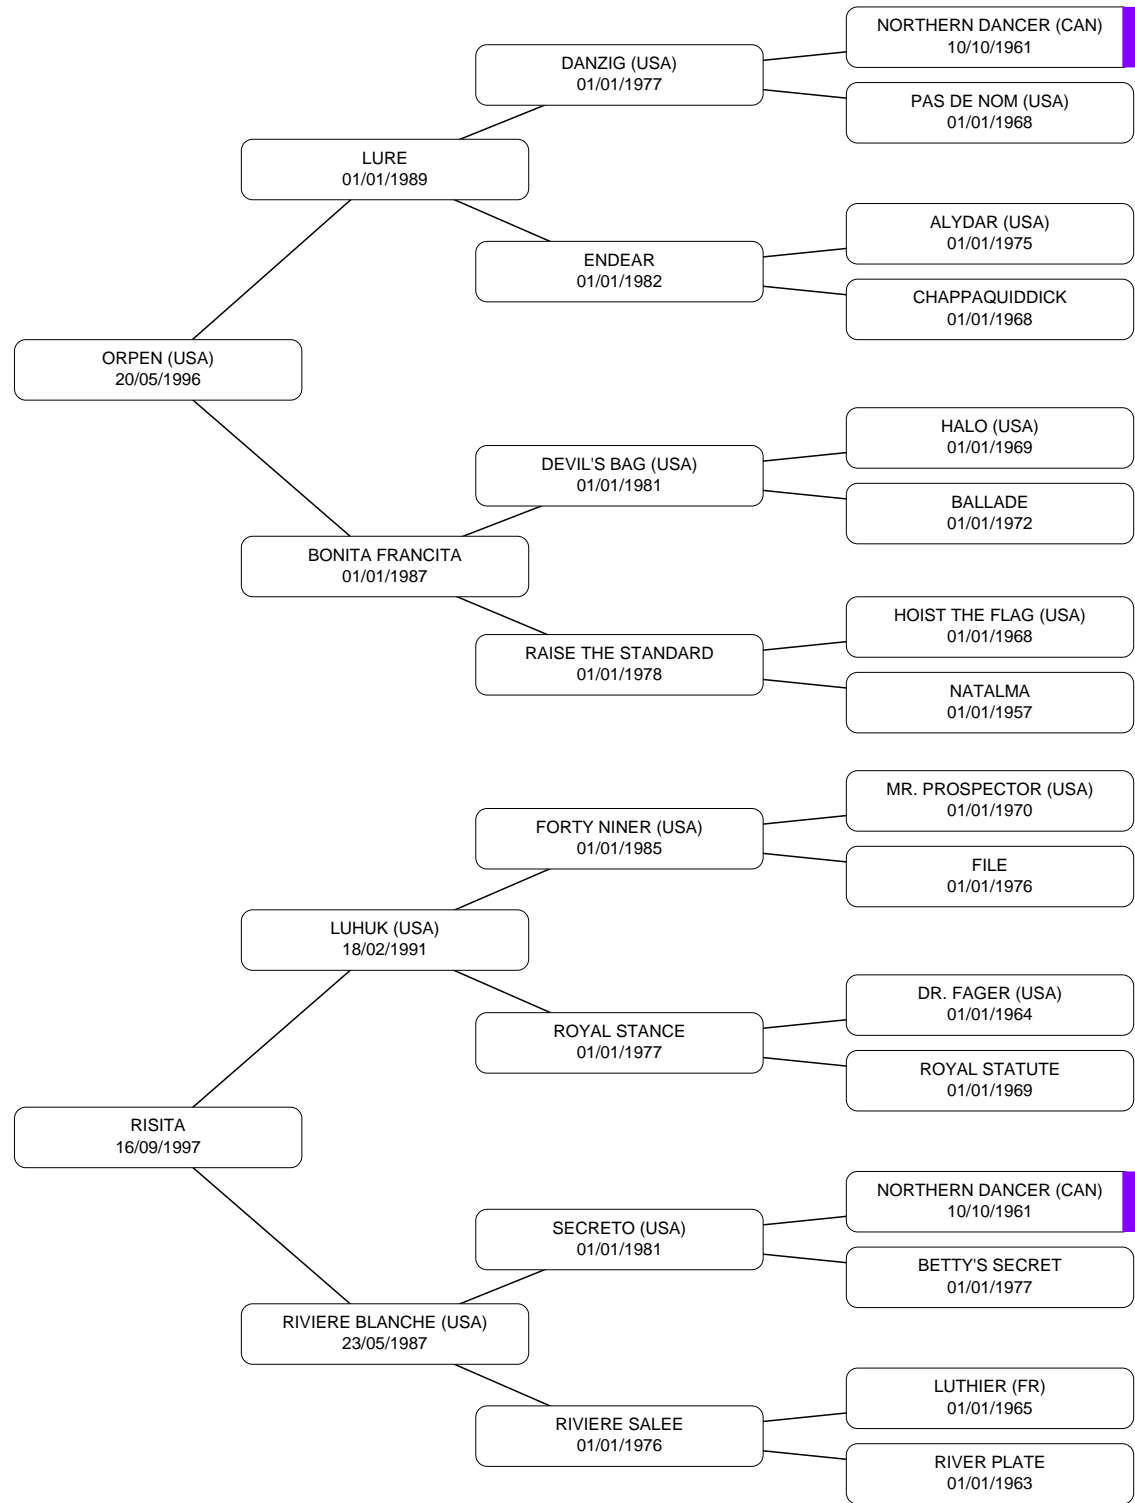 NORTHERN DANCER (CAN)
10/10/1961
DANZIG (USA)
01/01/1977
PAS DE NOM (USA)
01/01/1968
LURE
01/01/1989
ALYDAR (USA)
01/01/1975
ENDEAR
01/01/1982
CHAPPAQUIDDICK
01/01/1968
ORPEN (USA)
20/05/1996
HALO (USA)
01/01/1969
DEVIL'S BAG (USA)
01/01/1981
BALLADE
01/01/1972
BONITA FRANCITA
01/01/1987
HOIST THE FLAG (USA)
01/01/1968
RAISE THE STANDARD
01/01/1978
NATALMA
01/01/1957
MR. PROSPECTOR (USA)
01/01/1970
FORTY NINER (USA)
01/01/1985
FILE
01/01/1976
LUHUK (USA)
18/02/1991
DR. FAGER (USA)
01/01/1964
ROYAL STANCE
01/01/1977
ROYAL STATUTE
01/01/1969
RISITA
16/09/1997
NORTHERN DANCER (CAN)
10/10/1961
SECRETO (USA)
01/01/1981
BETTY'S SECRET
01/01/1977
RIVIERE BLANCHE (USA)
23/05/1987
LUTHIER (FR)
01/01/1965
RIVIERE SALEE
01/01/1976
RIVER PLATE
01/01/1963